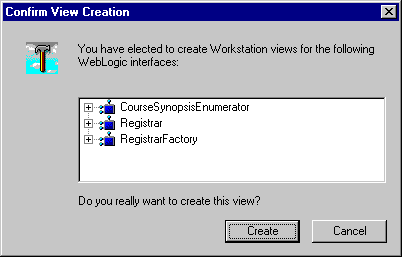 Confirm View Creation
You have elected to create Workstation views for the following
WebLogic interfaces:
CourseSynopsisEnumerator
Registrar
RegistrarFactory
Do you really want to create this view?
Create
Cancel